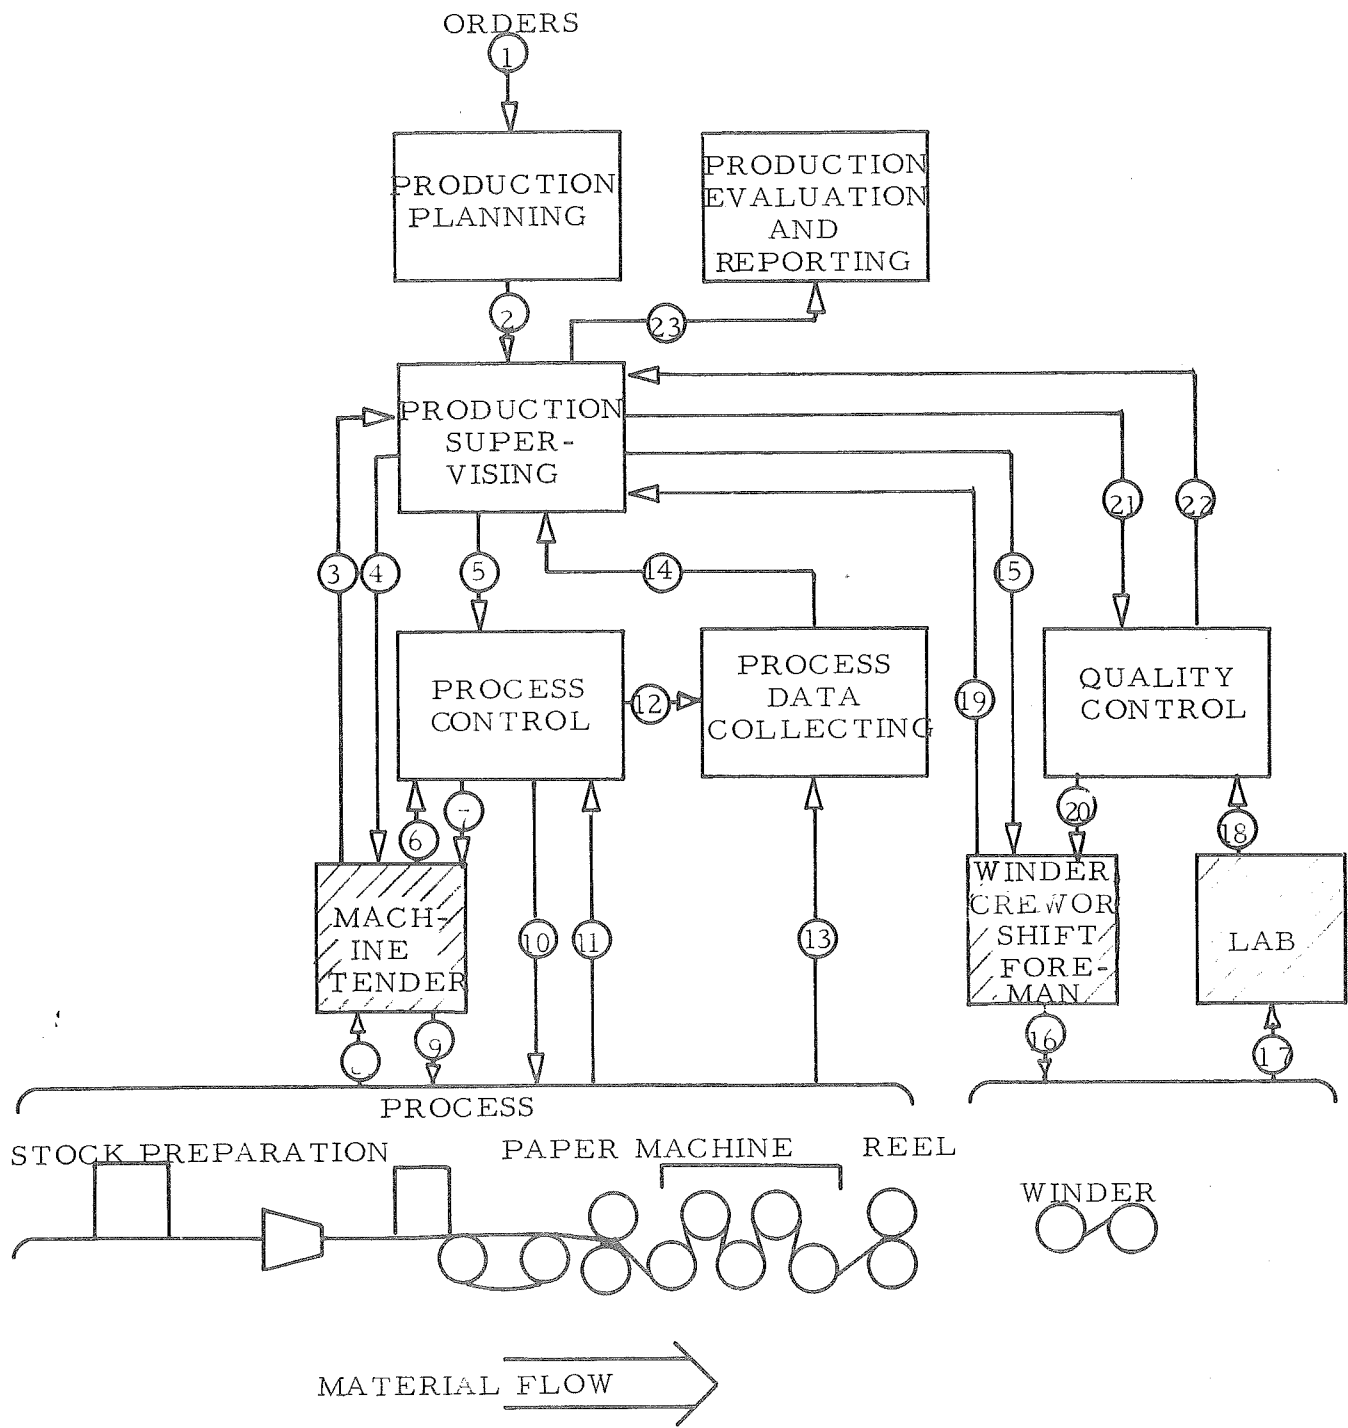 ORDERS
1
PRODUCTION
PLANNING
PRODUCTION
EVALUATION
AND
REPORTING
2
23
PRODUCTION
SUPER-
VISING
21
22
3
4
5
14
15
PROCESS
CONTROL
12
PROCESS
DATA
COLLECTING
19
QUALITY
CONTROL
6
7
20
18
MACH-
INE
TENDER
10
11
13
WINDER
CREW OR
SHIFT
FORE-
MAN
LAB
9
16
17
PROCESS
STOCK PREPARATION
PAPER MACHINE
REEL
WINDER
MATERIAL FLOW